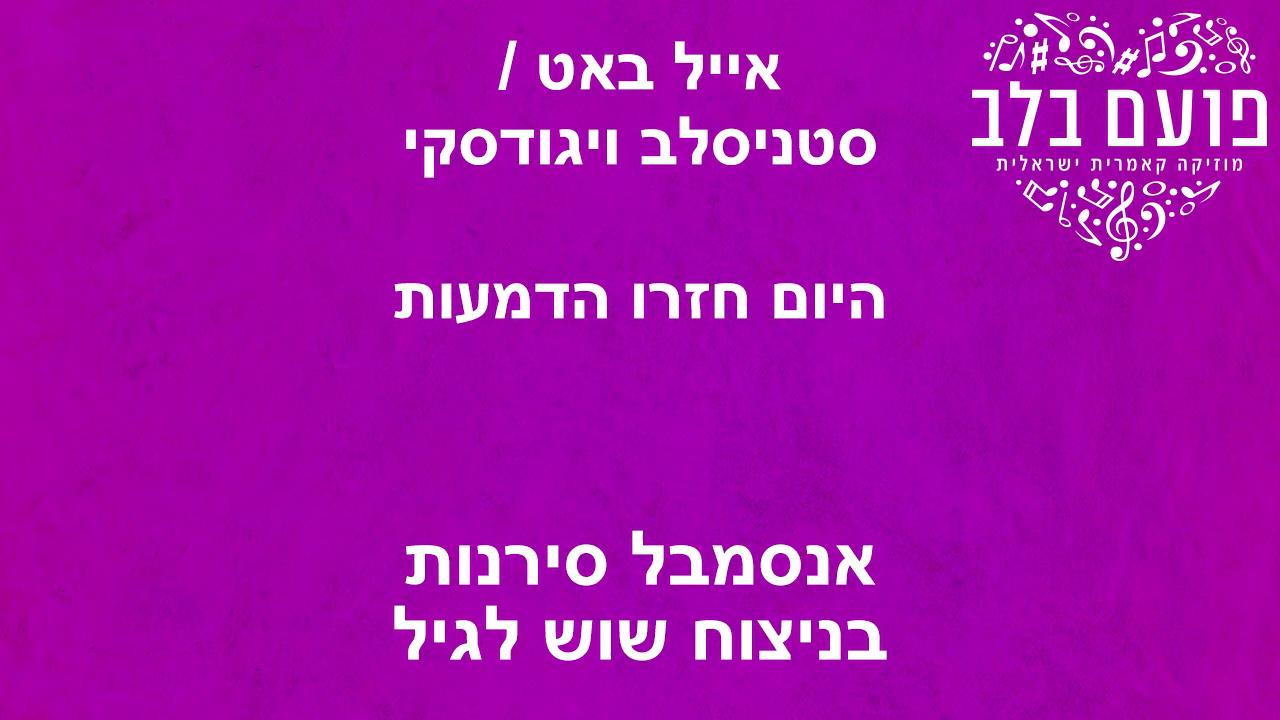 אייל באט /
סטניסלב ויגודסקי
היום חזרו הדמעות
אנסמבל סירנות
בניצוח שוש לגיל
פועם בלב
מוזיקה קאמרית ישראלית